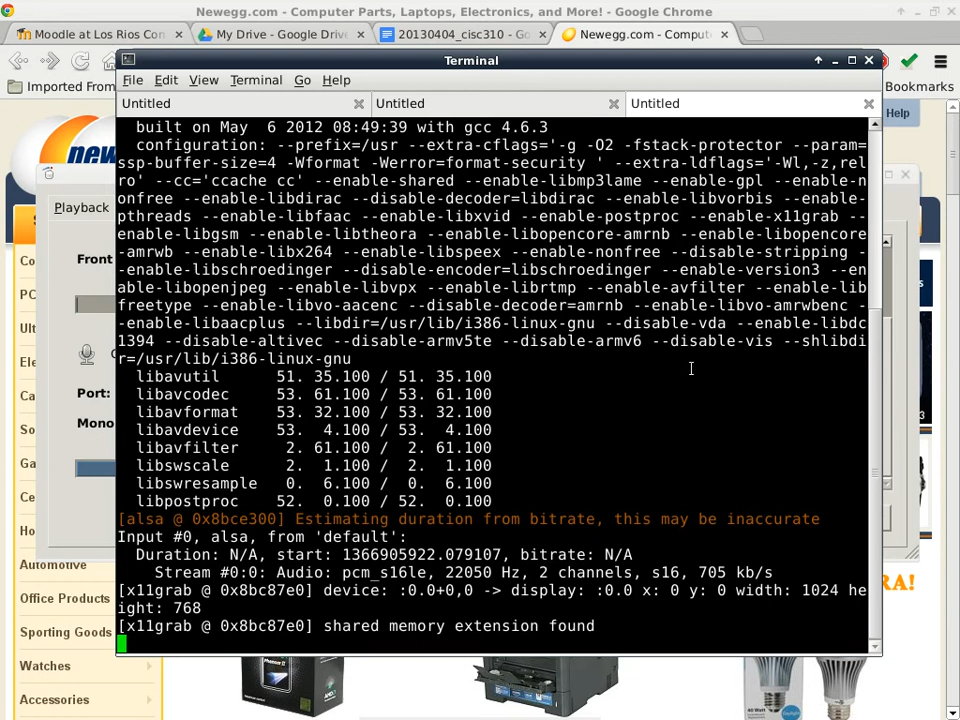 Newegg.com - Computer Parts, Laptops, Electronics, and More! - Google Chrome
Moodle at Los Rios Con
My Drive - Google Drive
20130404_cisc310 - Go
Newegg.com - Compute
Imported From
Bookmarks
Terminal
File Edit View Terminal Go Help
Untitled
Untitled
Untitled
Help
new
Playback
Front
Port:
Mono
Co
PC
Ult
Ele
Ca
So
Ga
Ce
Ho
Automotive
Office Products
Sporting Goods
Watches
Accessories
built on May  6 2012 08:49:39 with gcc 4.6.3
configuration: --prefix=/usr --extra-cflags='-g -O2 -fstack-protector --param=
ssp-buffer-size=4 -Wformat -Werror=format-security ' --extra-ldflags='-Wl,-z,rel
ro' --cc='ccache cc' --enable-shared --enable-libmp3lame --enable-gpl --enable-n
onfree --enable-libdirac --disable-decoder=libdirac --enable-libvorbis --enable-
pthreads --enable-libfaac --enable-libxvid --enable-postproc --enable-x11grab --
enable-libgsm --enable-libtheora --enable-libopencore-amrnb --enable-libopencore
-amrwb --enable-libx264 --enable-libspeex --enable-nonfree --disable-stripping -
-enable-libschroedinger --disable-encoder=libschroedinger --enable-version3 --en
able-libopenjpeg --enable-libvpx --enable-librtmp --enable-avfilter --enable-lib
freetype --enable-libvo-aacenc --disable-decoder=amrnb --enable-libvo-amrwbenc -
-enable-libaacplus --libdir=/usr/lib/i386-linux-gnu --disable-vda --enable-libdc
1394 --disable-altivec --disable-armv5te --disable-armv6 --disable-vis --shlibdi
r=/usr/lib/i386-linux-gnu
libavutil      51. 35.100 / 51. 35.100
libavcodec     53. 61.100 / 53. 61.100
libavformat    53. 32.100 / 53. 32.100
libavdevice    53.  4.100 / 53.  4.100
libavfilter     2. 61.100 /  2. 61.100
libswscale      2.  1.100 /  2.  1.100
libswresample   0.  6.100 /  0.  6.100
libpostproc    52.  0.100 / 52.  0.100
[alsa @ 0x8bce300] Estimating duration from bitrate, this may be inaccurate
Input #0, alsa, from 'default':
Duration: N/A, start: 1366905922.079107, bitrate: N/A
Stream #0:0: Audio: pcm_s16le, 22050 Hz, 2 channels, s16, 705 kb/s
[x11grab @ 0x8bc87e0] device: :0.0+0,0 -> display: :0.0 x: 0 y: 0 width: 1024 he
ight: 768
[x11grab @ 0x8bc87e0] shared memory extension found
RA!